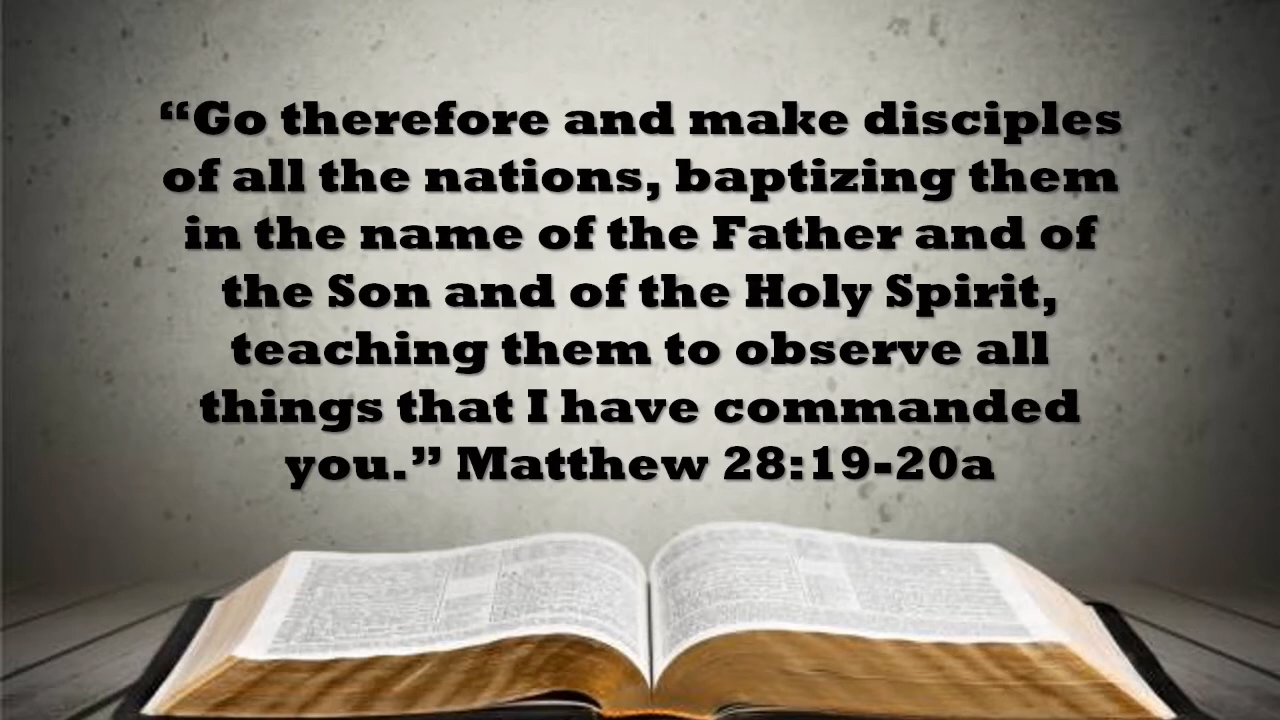 “Go therefore and make disciples
of all the nations, baptizing them
in the name of the Father and of
the Son and of the Holy Spirit,
teaching them to observe all
things that I have commanded
you.” Matthew 28:19-20a